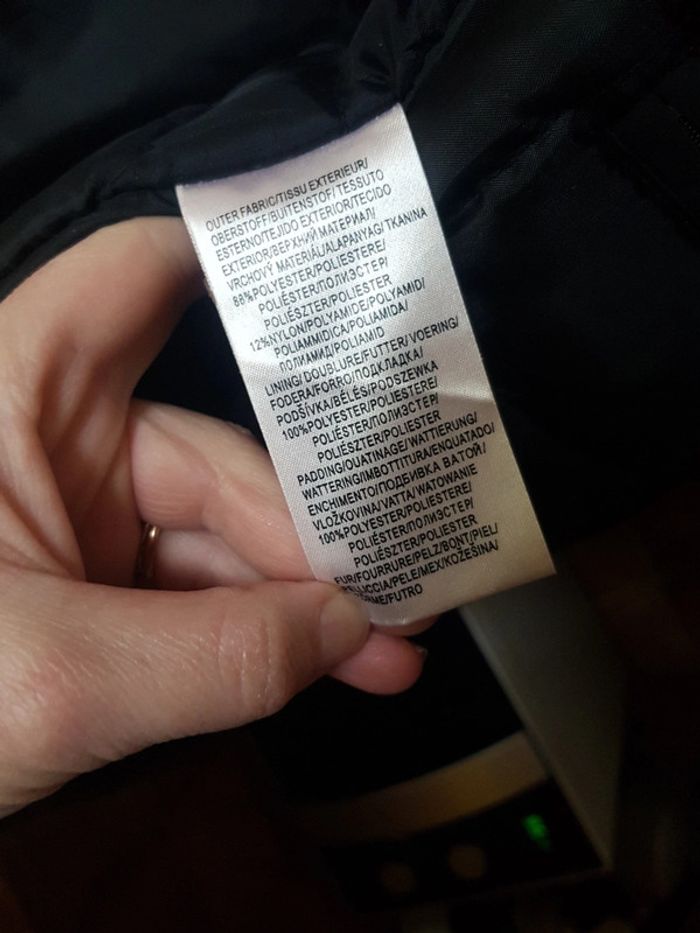 OUTER FABRIC/TISSU EXTERIEUR/
OBERSTOFF/BUITENSTOF/TESSUTO
ESTERNO/TEJIDO EXTERIOR/TECIDO
EXTERIOR/ВЕРХНИЙ МАТЕРИАЛ/
VRCHOVÝ MATERIÁL/ALAPANYAG/TKANINA
88%POLYESTER/POLIESTERE/
POLIÉSTER/ПОЛИЭСТЕР/
POLIÉSZTER/POLIESTER
12%NYLON/POLYAMIDE/POLYAMID/
POLIAMMIDICA/POLIAMIDA/
ПОЛИАМИД/POLIAMID
LINING/DOUBLURE/FUTTER/VOERING/
FODERA/FORRO/ПОДКЛАДКА/
PODŠÍVKA/BÉLÉS/PODSZEWKA
100%POLYESTER/POLIESTERE/
POLIÉSTER/ПОЛИЭСТЕР/
POLIÉSZTER/POLIESTER
PADDING/OUATINAGE/WATTIERUNG/
WATTERING/IMBOTTITURA/ENQUATADO/
ENCHIMENTO/ПОДБИВКА ВАТОЙ/
VLOŽKOVINA/VATTA/WATOWANIE
100%POLYESTER/POLIESTERE/
POLIÉSTER/ПОЛИЭСТЕР/
POLIÉSZTER/POLIESTER
FUR/FOURRURE/PELZ/BONT/PIEL/
PELLICCIA/PELE/МЕХ/KOŽEŠINA/
/FUTRO